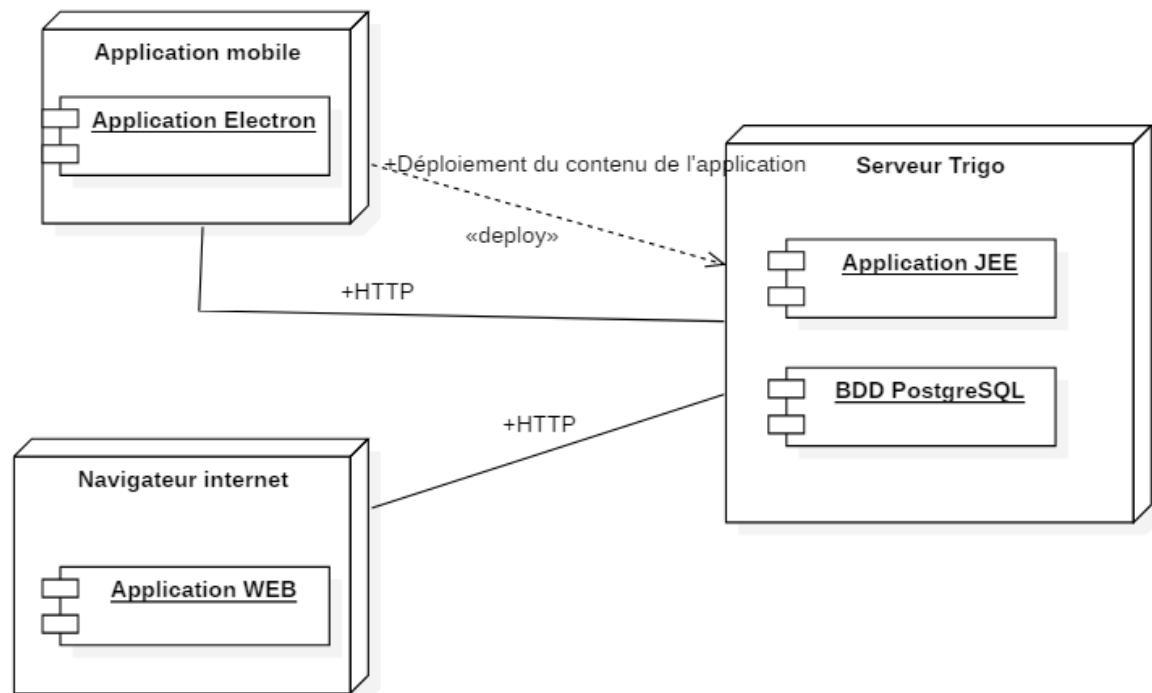 Application mobile
Application Electron
+Déploiement du contenu de l'application
«deploy»
+HTTP
Serveur Trigo
Application JEE
BDD PostgreSQL
+HTTP
Navigateur internet
Application WEB